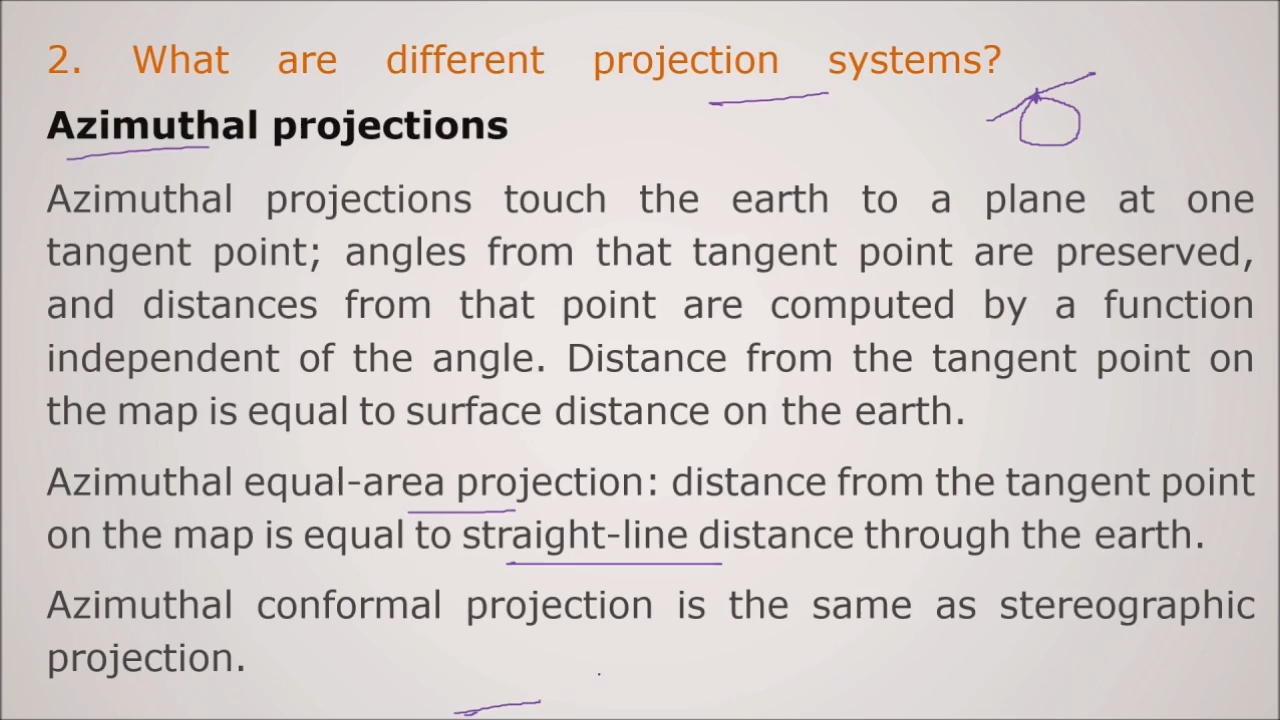 2. What are different projection systems?
Azimuthal projections
Azimuthal projections touch the earth to a plane at one
tangent point; angles from that tangent point are preserved,
and distances from that point are computed by a function
independent of the angle. Distance from the tangent point on
the map is equal to surface distance on the earth.
Azimuthal equal-area projection: distance from the tangent point
on the map is equal to straight-line distance through the earth.
Azimuthal conformal projection is the same as stereographic
projection.